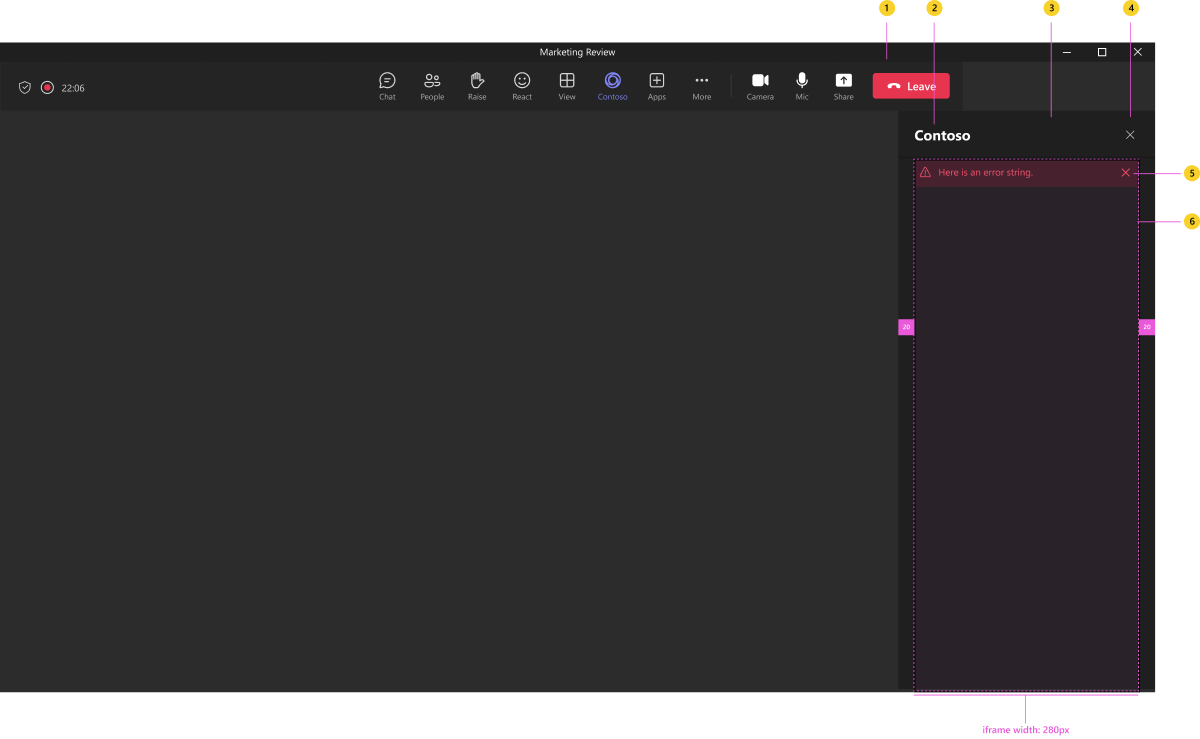 1 2 3 4
Marketing Review
22:06 Chat People Raise React View Contoso Apps More Camera Mic Share Leave
Contoso
Here is an error string.
5
6
20 20
iframe width: 280px